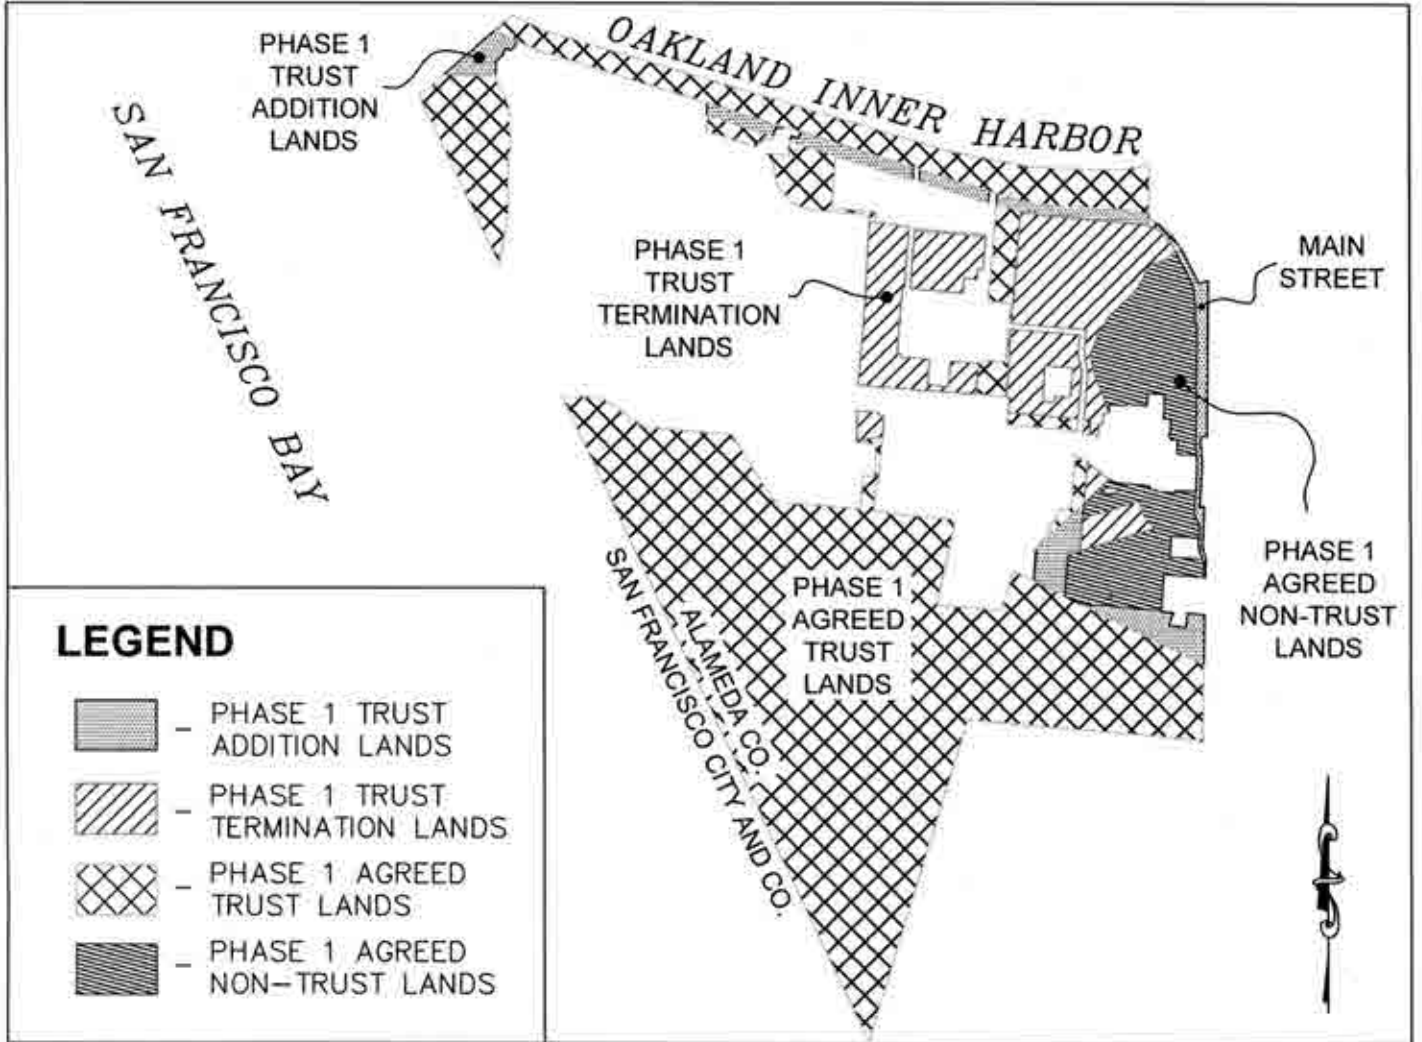 PHASE 1
TRUST
ADDITION
LANDS
OAKLAND INNER HARBOR
SAN FRANCISCO BAY
PHASE 1
TRUST
TERMINATION
LANDS
MAIN
STREET
PHASE 1
AGREED
NON-TRUST
LANDS
PHASE 1
AGREED
TRUST
LANDS
ALAMEDA CO.
SAN FRANCISCO CITY AND CO.
LEGEND
- PHASE 1 TRUST
ADDITION LANDS
- PHASE 1 TRUST
TERMINATION LANDS
- PHASE 1 AGREED
TRUST LANDS
- PHASE 1 AGREED
NON-TRUST LANDS